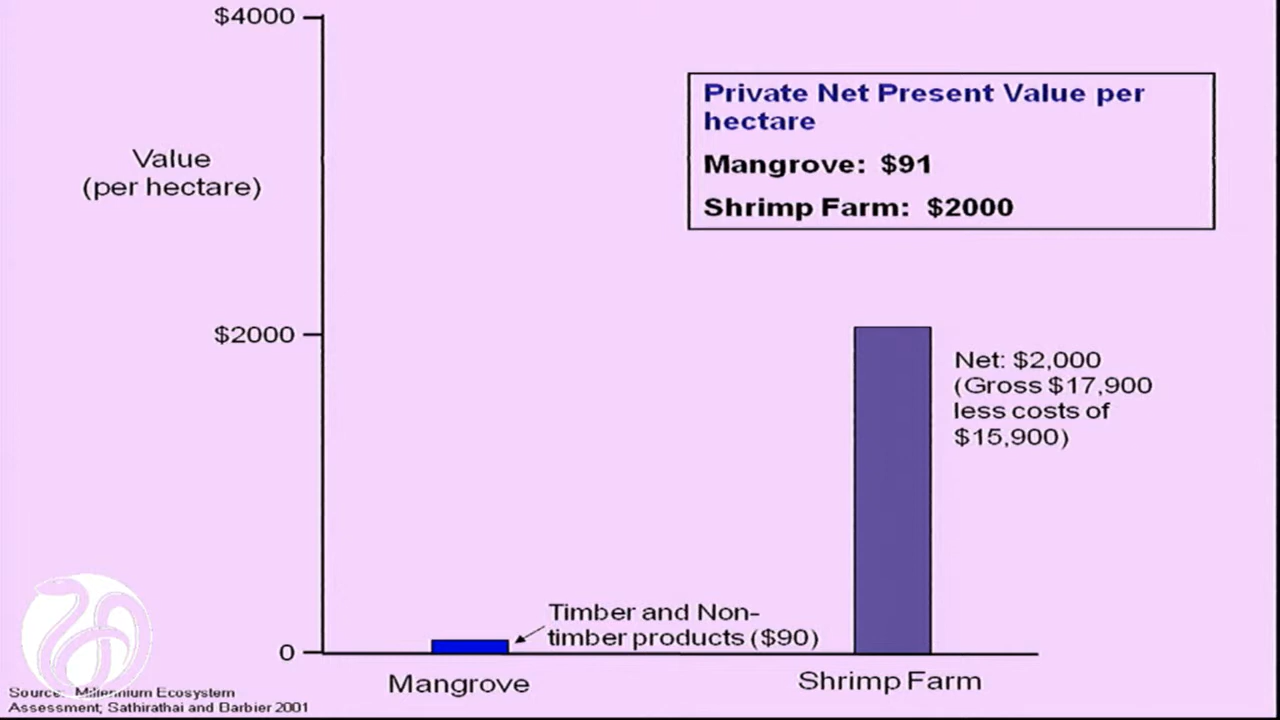 $4000
Private Net Present Value per
hectare
Mangrove: $91
Shrimp Farm: $2000
Value
(per hectare)
$2000
Net: $2,000
(Gross $17,900
less costs of
$15,900)
Timber and Non-
timber products ($90)
0
Mangrove
Shrimp Farm
Source: Millennium Ecosystem
Assessment; Sathirathai and Barbier 2001